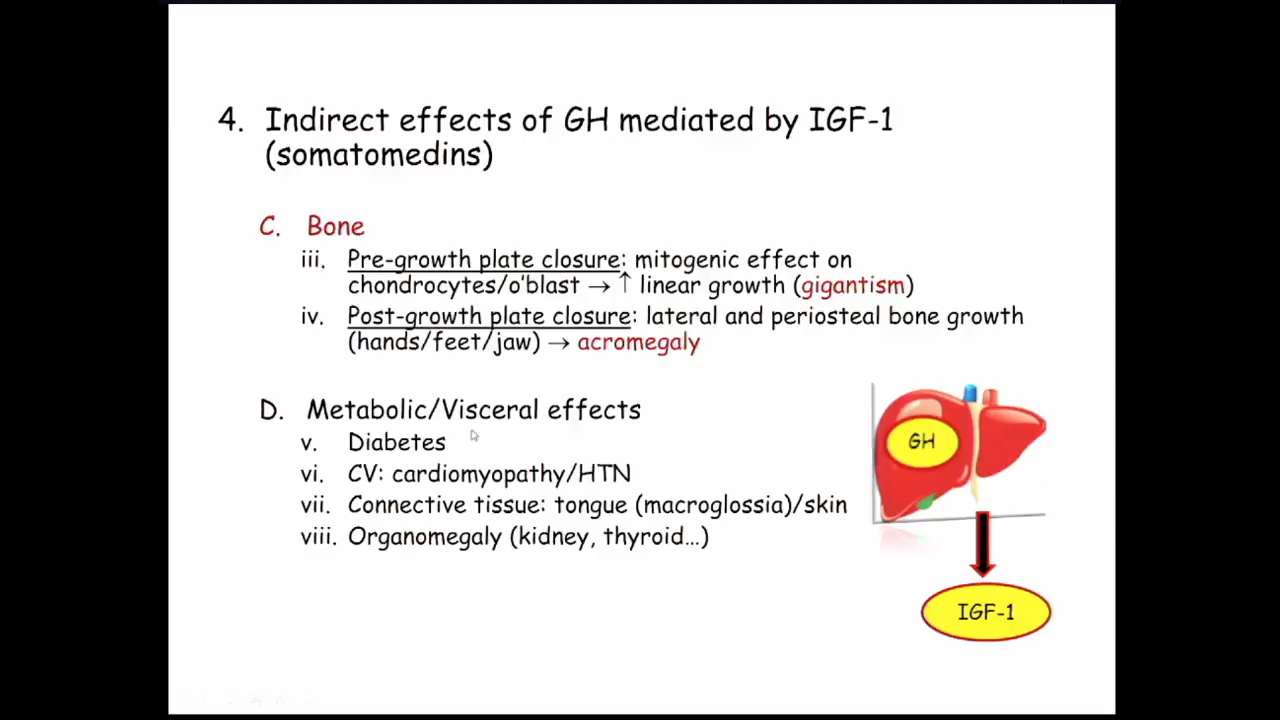 4. Indirect effects of GH mediated by IGF-1
(somatomedins)
C. Bone
iii. Pre-growth plate closure: mitogenic effect on
chondrocytes/o'blast → ↑ linear growth (gigantism)
iv. Post-growth plate closure: lateral and periosteal bone growth
(hands/feet/jaw) → acromegaly
D. Metabolic/Visceral effects
v. Diabetes
vi. CV: cardiomyopathy/HTN
vii. Connective tissue: tongue (macroglossia)/skin
viii. Organomegaly (kidney, thyroid…)
GH
IGF-1